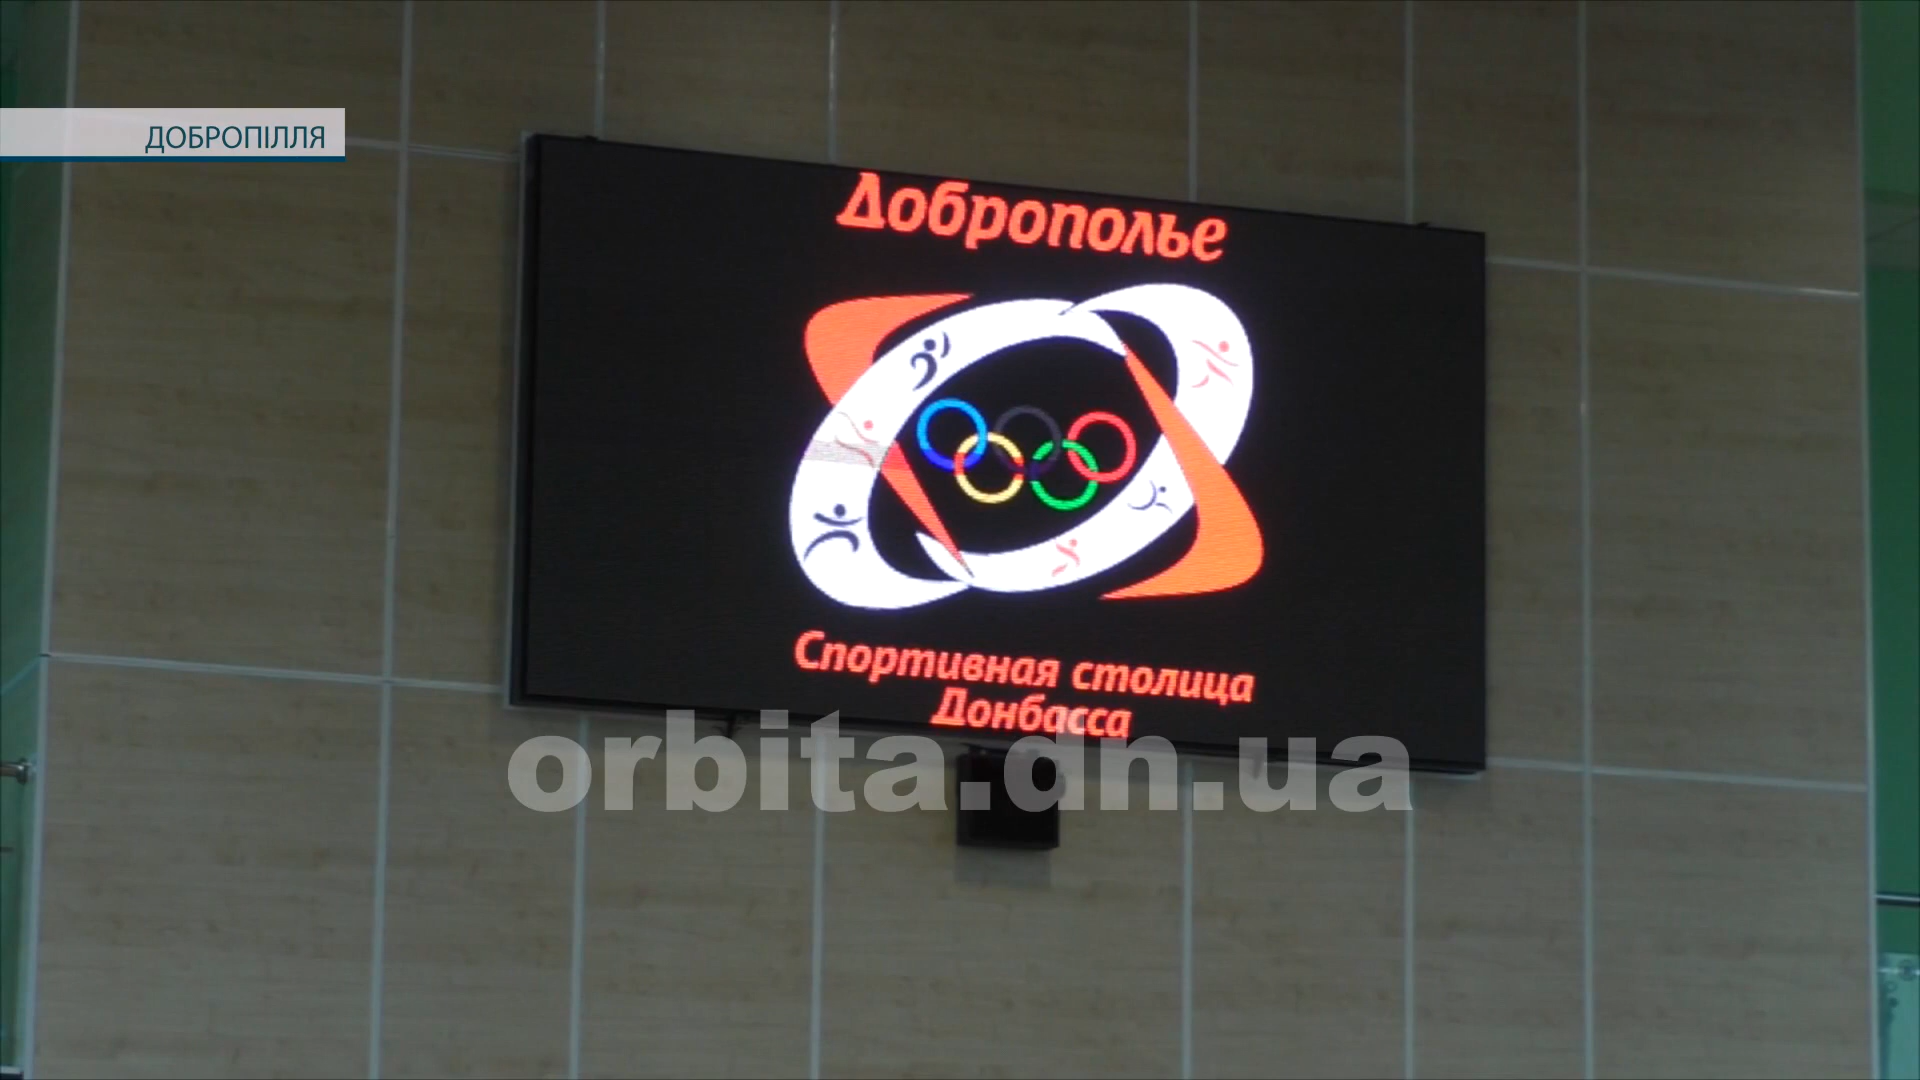 ДОБРОПІЛЛЯ
Доброполье
Спортивная столица
Донбасса
orbita.dn.ua